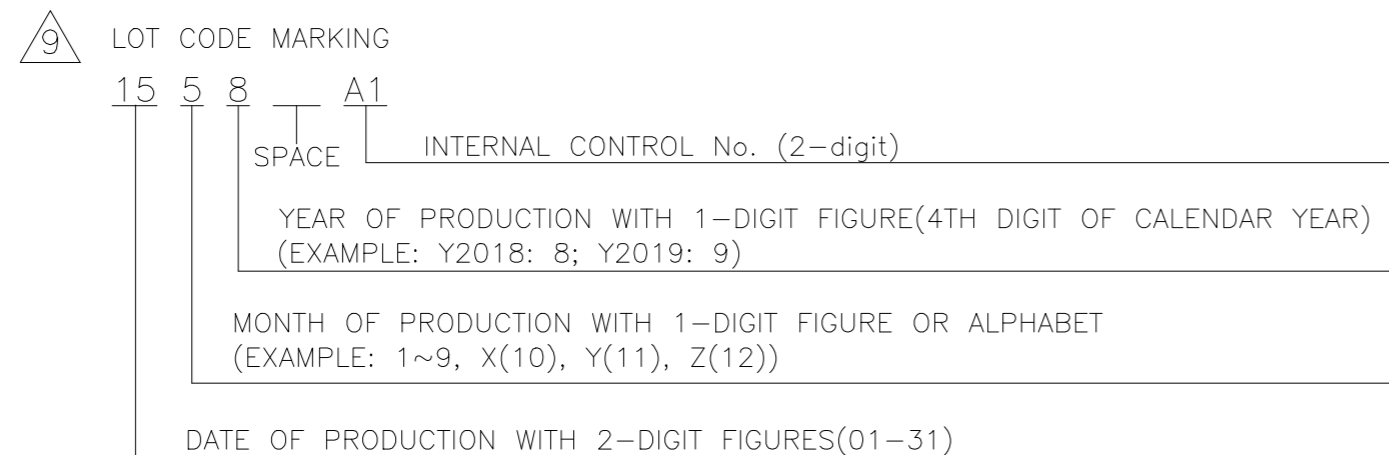 9 LOT CODE MARKING
15 5 8 __ A1
SPACE INTERNAL CONTROL No. (2-digit)
YEAR OF PRODUCTION WITH 1-DIGIT FIGURE(4TH DIGIT OF CALENDAR YEAR)
(EXAMPLE: Y2018: 8; Y2019: 9)
MONTH OF PRODUCTION WITH 1-DIGIT FIGURE OR ALPHABET
(EXAMPLE: 1~9, X(10), Y(11), Z(12))
DATE OF PRODUCTION WITH 2-DIGIT FIGURES(01-31)